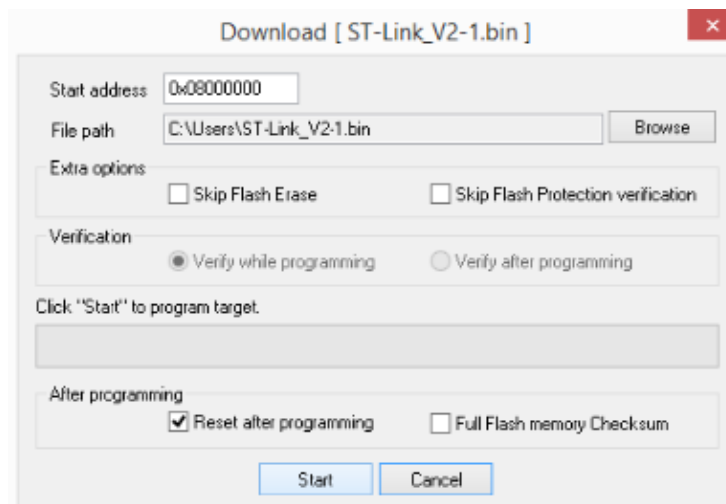 Download [ ST-Link_V2-1.bin ]
Start address 0x08000000
File path C:\Users\ST-Link_V2-1.bin Browse
Extra options
Skip Flash Erase Skip Flash Protection verification
Verification
Verify while programming Verify after programming
Click "Start" to program target.
After programming
Reset after programming Full Flash memory Checksum
Start Cancel